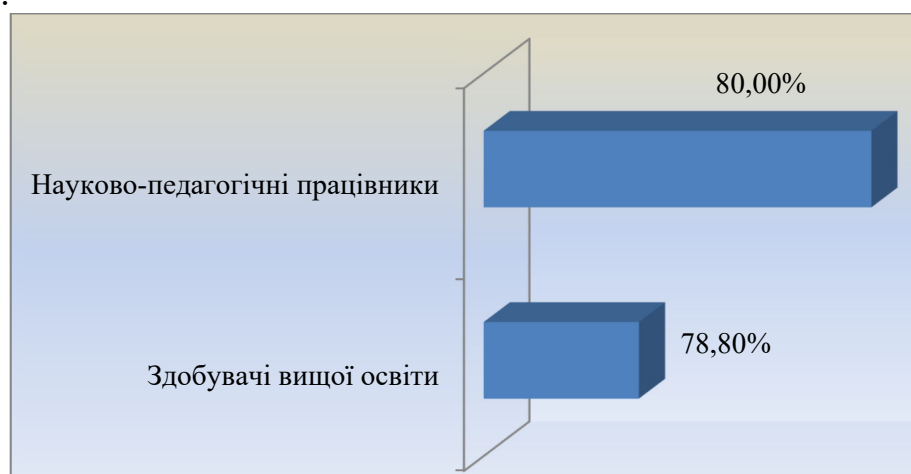 .
80,00%
Науково-педагогічні працівники
78,80%
Здобувачі вищої освіти